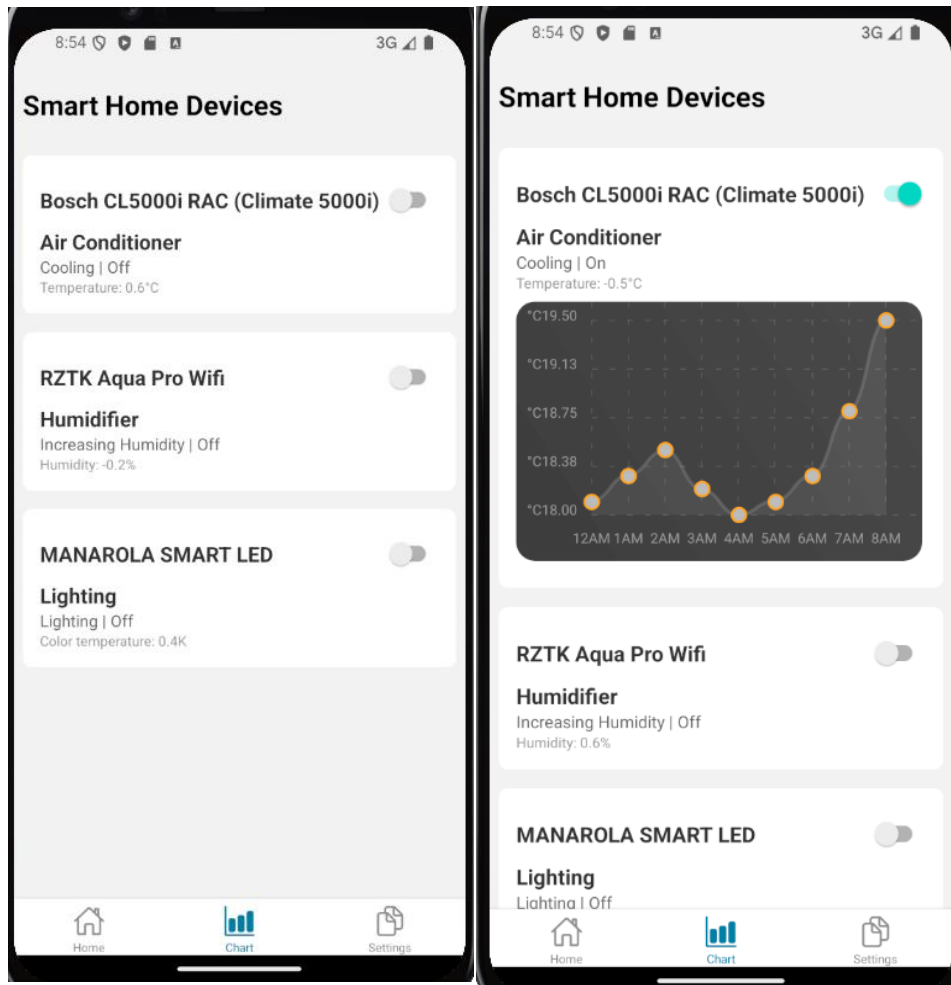 8:54
3G
Smart Home Devices
Bosch CL5000i RAC (Climate 5000i)
Air Conditioner
Cooling | Off
Temperature: 0.6°C
RZTK Aqua Pro Wifi
Humidifier
Increasing Humidity | Off
Humidity: -0.2%
MANAROLA SMART LED
Lighting
Lighting | Off
Color temperature: 0.4K
Home
Chart
Settings
8:54
3G
Smart Home Devices
Bosch CL5000i RAC (Climate 5000i)
Air Conditioner
Cooling | On
Temperature: -0.5°C
°C19.50
°C19.13
°C18.75
°C18.38
°C18.00
12AM 1AM 2AM 3AM 4AM 5AM 6AM 7AM 8AM
RZTK Aqua Pro Wifi
Humidifier
Increasing Humidity | Off
Humidity: 0.6%
MANAROLA SMART LED
Lighting
Lighting | Off
Home
Chart
Settings